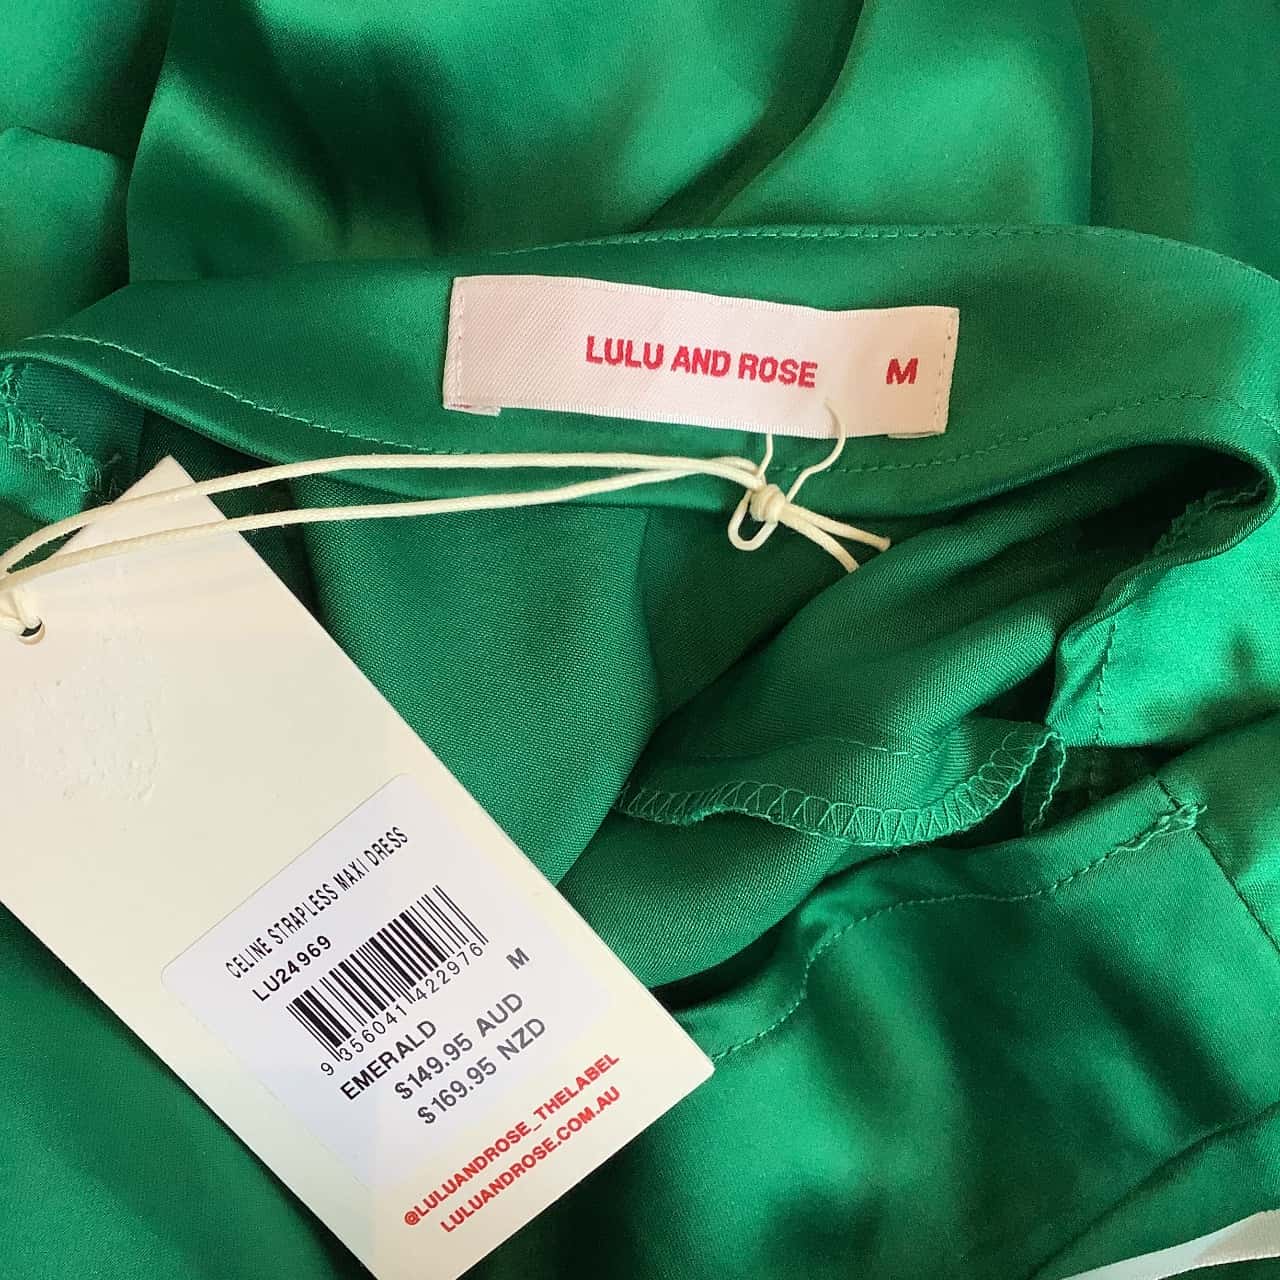 LULU AND ROSE M
CELINE STRAPLESS MAXI DRESS
LU24969
9 356041 422976
M
EMERALD
$149.95 AUD
$169.95 NZD
@LULUANDROSE_THELABEL
LULUANDROSE.COM.AU